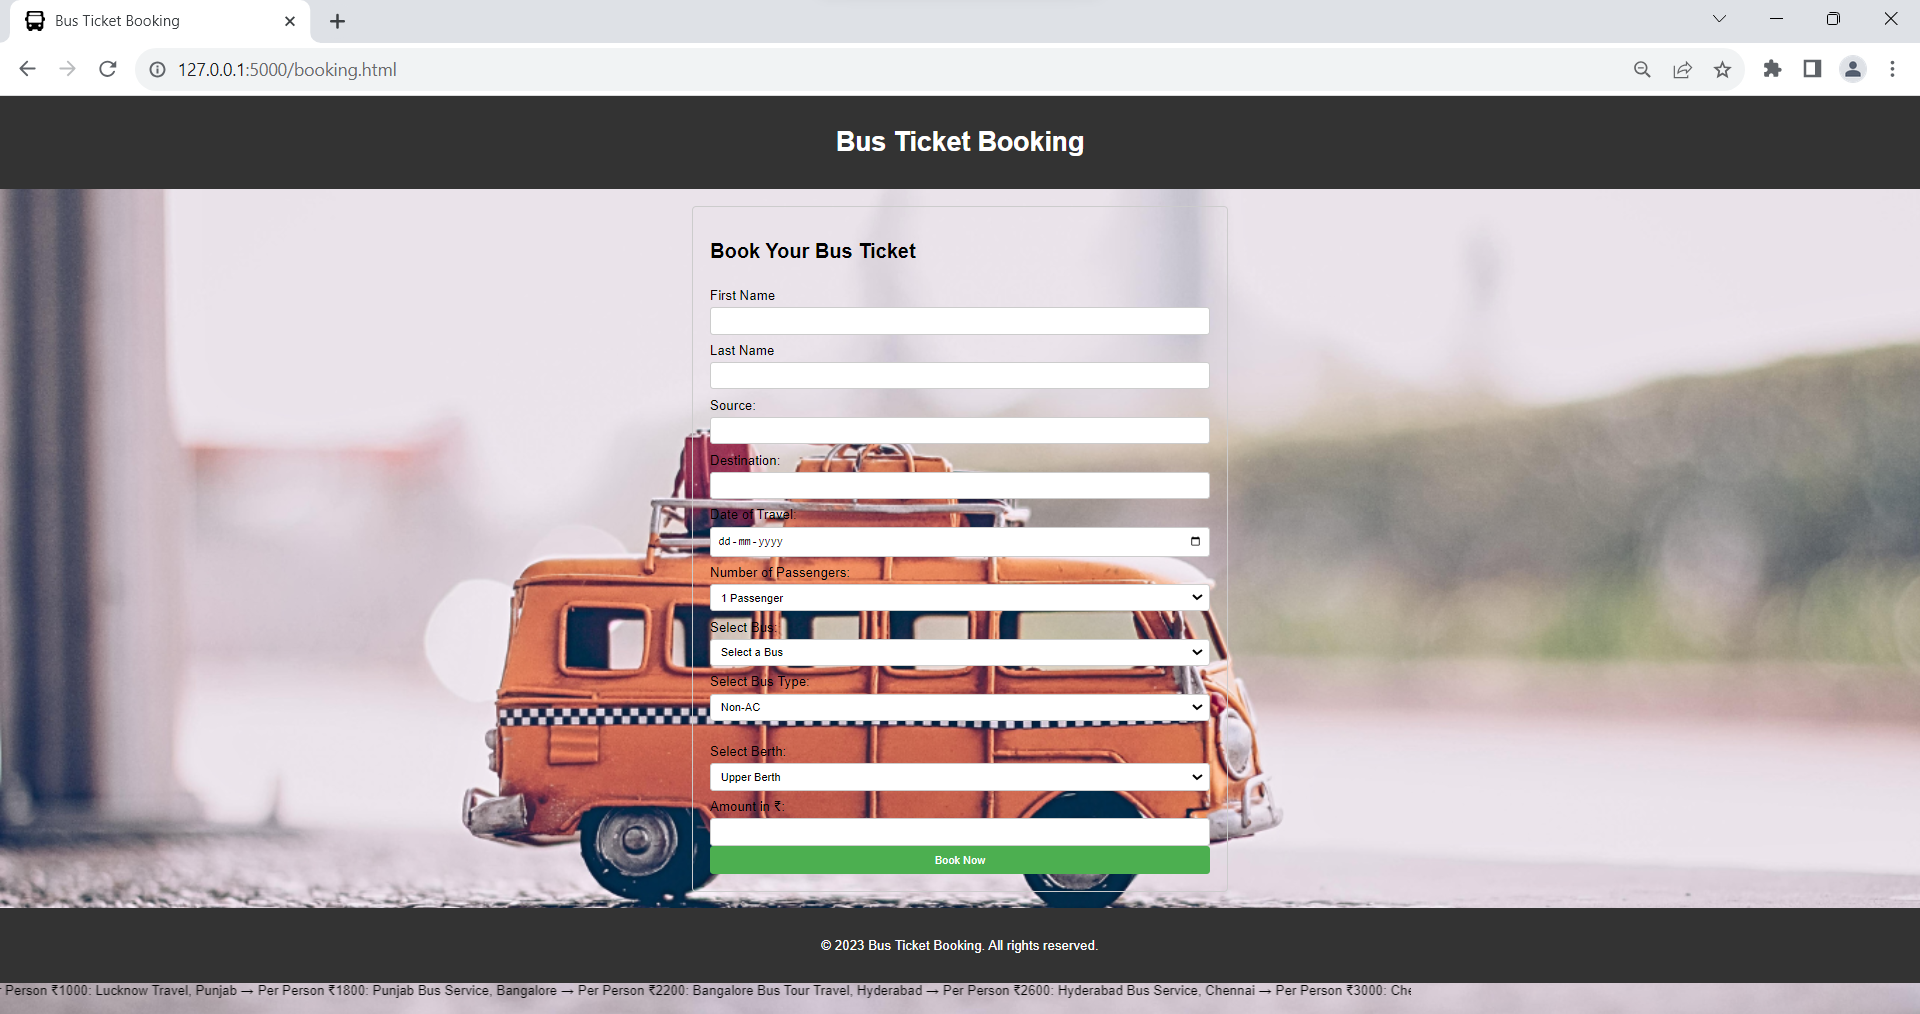 Bus Ticket Booking
127.0.0.1:5000/booking.html
Bus Ticket Booking
Book Your Bus Ticket
First Name
Last Name
Source:
Destination:
Date of Travel:
dd-mm-yyyy
Number of Passengers:
1 Passenger
Select Bus:
Select a Bus
Select Bus Type:
Non-AC
Select Berth:
Upper Berth
Amount in ₹:
Book Now
© 2023 Bus Ticket Booking. All rights reserved.
Person ₹1000: Lucknow Travel, Punjab → Per Person ₹1800: Punjab Bus Service, Bangalore → Per Person ₹2200: Bangalore Bus Tour Travel, Hyderabad → Per Person ₹2600: Hyderabad Bus Service, Chennai → Per Person ₹3000: